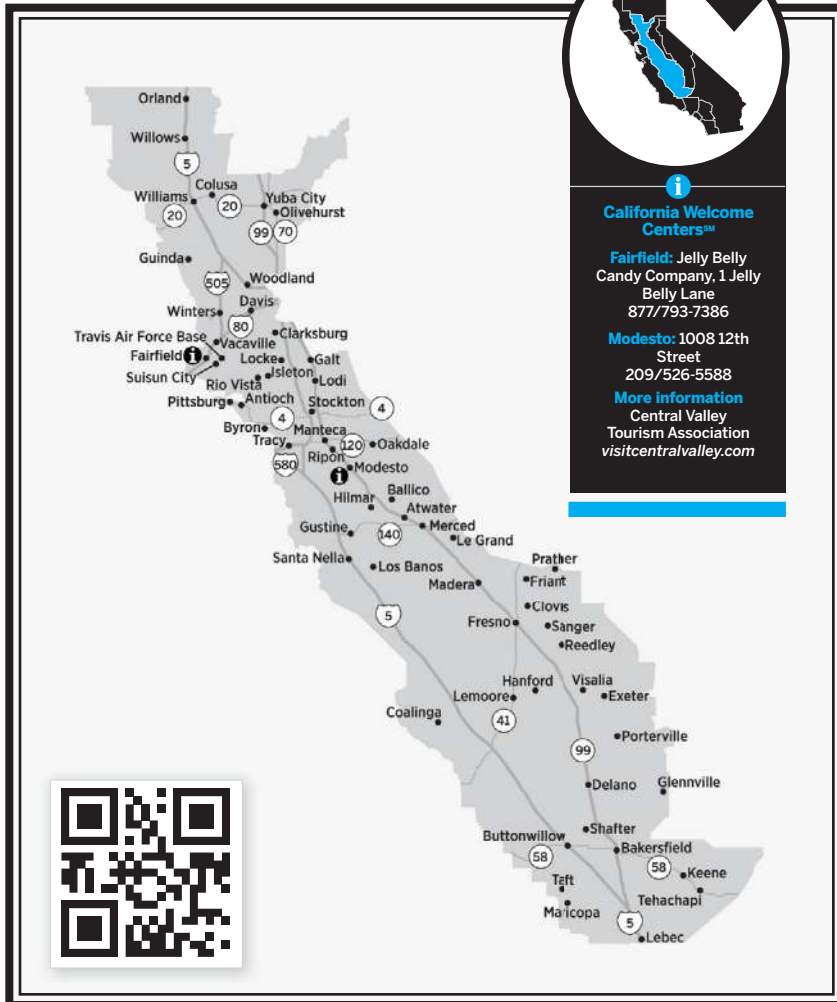 Orland
Willows
5
Williams
Colusa
20
20
Yuba City
Olivehurst
99
70
Guinda
505
Woodland
Davis
Winters
80
Clarksburg
Travis Air Force Base
Vacaville
Fairfield
i
Locke
Galt
Suisun City
Isleton
Rio Vista
Lodi
Pittsburg
Antioch
Stockton
4
4
Byron
Manteca
Tracy
120
Oakdale
Ripon
580
Modesto
i
Hilmar
Ballico
Atwater
Gustine
140
Merced
Le Grand
Santa Nella
Los Banos
Prather
Friant
Madera
Clovis
5
Fresno
Sanger
Reedley
Hanford
Visalia
Lemoore
Exeter
Coalinga
41
Porterville
99
Delano
Glennville
Shafter
Buttonwillow
Bakersfield
58
58
Keene
Taft
Tehachapi
Maricopa
5
Lebec
i
California Welcome
Centers℠
Fairfield: Jelly Belly
Candy Company, 1 Jelly
Belly Lane
877/793-7386
Modesto: 1008 12th
Street
209/526-5588
More information
Central Valley
Tourism Association
visitcentralvalley.com